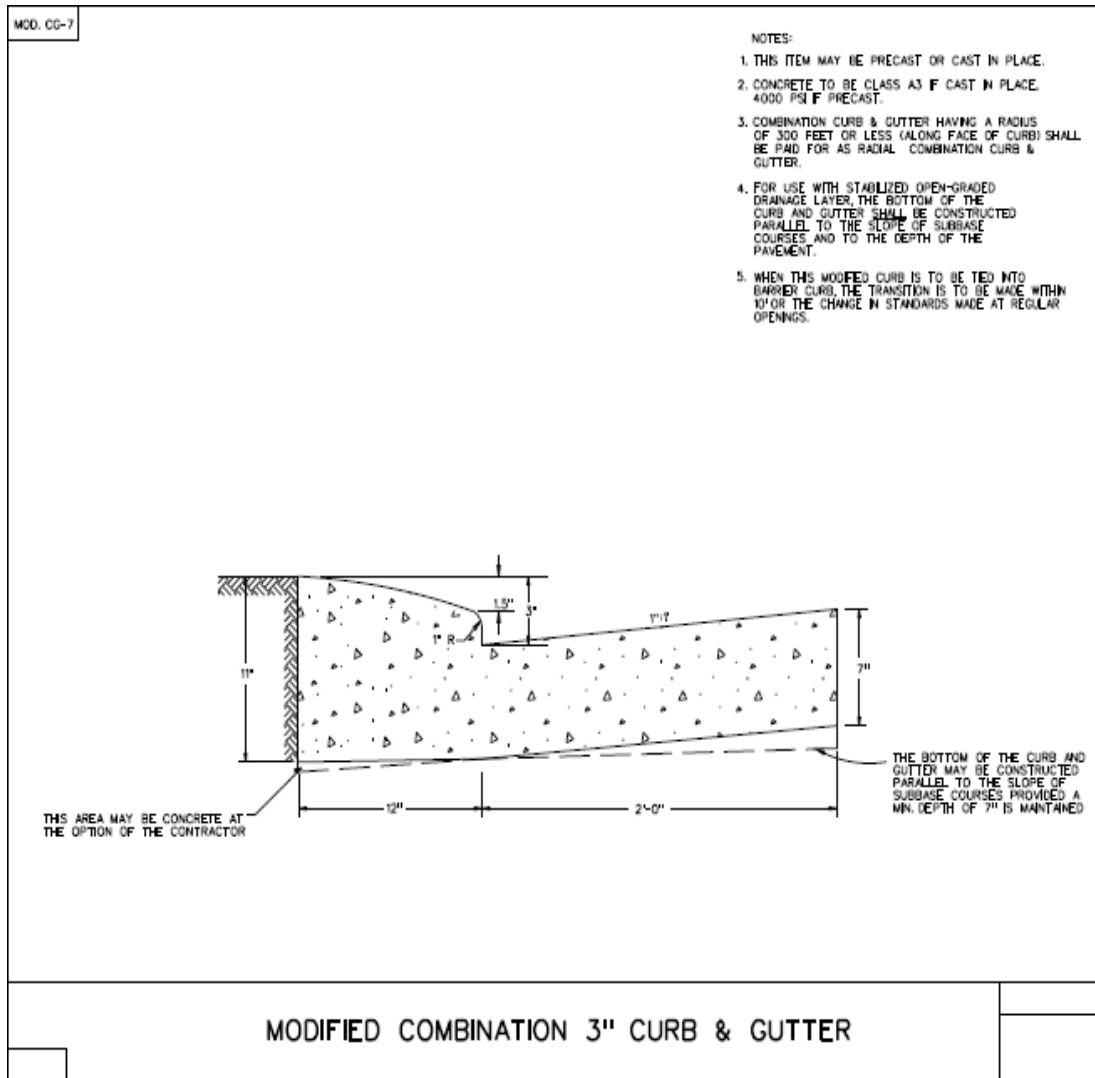 MOD. CG-7
NOTES:
1. THIS ITEM MAY BE PRECAST OR CAST IN PLACE.
2. CONCRETE TO BE CLASS A3 IF CAST IN PLACE,
4000 PSI IF PRECAST.
3. COMBINATION CURB & GUTTER HAVING A RADIUS
OF 300 FEET OR LESS (ALONG FACE OF CURB) SHALL
BE PAID FOR AS RADIAL COMBINATION CURB &
GUTTER.
4. FOR USE WITH STABILIZED OPEN-GRADED
DRAINAGE LAYER, THE BOTTOM OF THE
CURB AND GUTTER SHALL BE CONSTRUCTED
PARALLEL TO THE SLOPE OF SUBBASE
COURSES AND TO THE DEPTH OF THE
PAVEMENT.
5. WHEN THIS MODIFIED CURB IS TO BE TIED INTO
BARRIER CURB, THE TRANSITION IS TO BE MADE WITHIN
10' OR THE CHANGE IN STANDARDS MADE AT REGULAR
OPENINGS.
1.5"
3"
1" R
11"
7"
12"
2'-0"
THIS AREA MAY BE CONCRETE AT
THE OPTION OF THE CONTRACTOR
THE BOTTOM OF THE CURB AND
GUTTER MAY BE CONSTRUCTED
PARALLEL TO THE SLOPE OF
SUBBASE COURSES PROVIDED A
MIN. DEPTH OF 7" IS MAINTAINED
MODIFIED COMBINATION 3" CURB & GUTTER